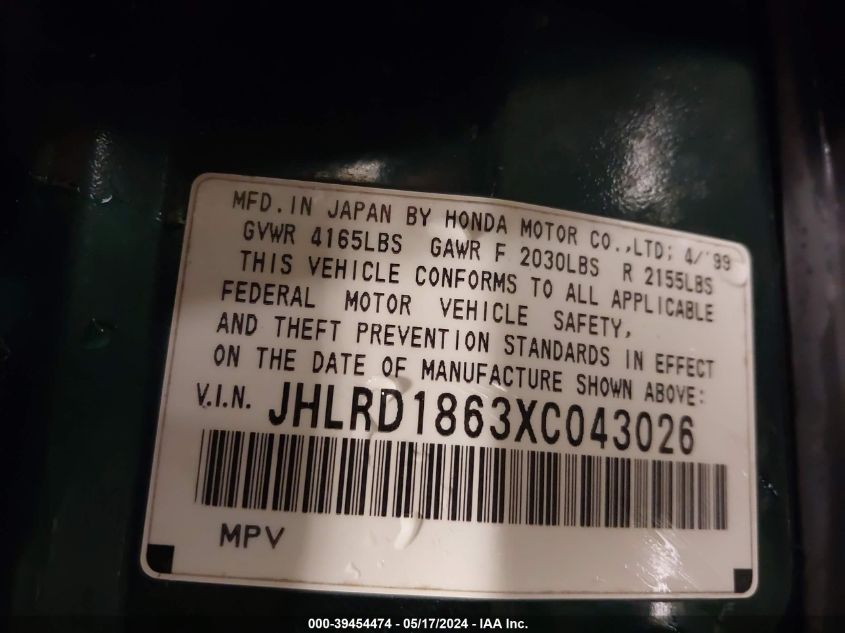 MFD.IN JAPAN BY HONDA MOTOR CO.,LTD; 4/'99
GVWR 4165LBS GAWR F 2030LBS R 2155LBS
THIS VEHICLE CONFORMS TO ALL APPLICABLE
FEDERAL MOTOR VEHICLE SAFETY,
AND THEFT PREVENTION STANDARDS IN EFFECT
ON THE DATE OF MANUFACTURE SHOWN ABOVE:
V.I.N. JHLRD1863XC043026
MPV
000-39454474 - 05/17/2024 - IAA Inc.